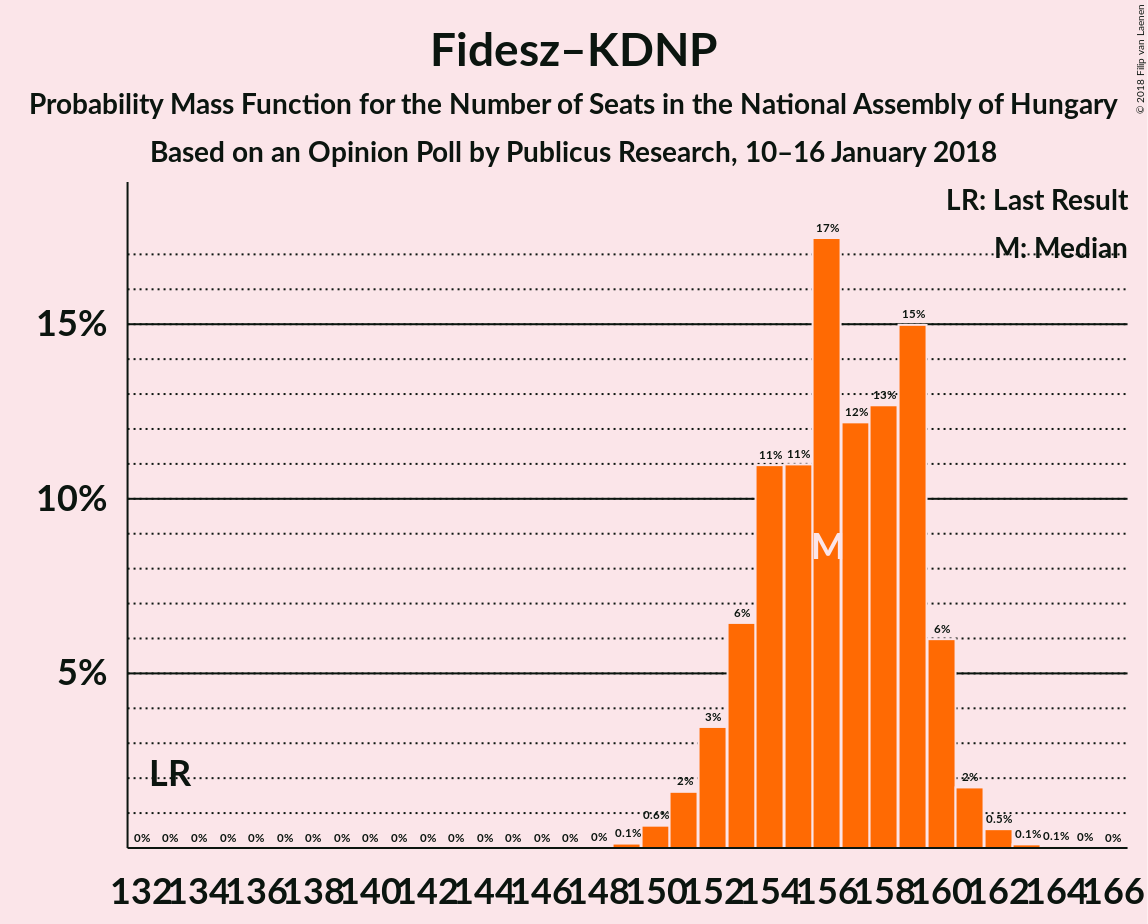 Fidesz–KDNP
Probability Mass Function for the Number of Seats in the National Assembly of Hungary
Based on an Opinion Poll by Publicus Research, 10–16 January 2018
© 2018 Filip van Laenen
LR: Last Result
M: Median
15%
10%
5%
17%
15%
13%
12%
11% 11%
6%
6%
3%
2%
2%
0.6%
0.5%
0% 0% 0% 0% 0% 0% 0% 0% 0% 0% 0% 0% 0% 0% 0% 0% 0% 0.1% 0.1% 0.1% 0% 0%
M
LR
132 134 136 138 140 142 144 146 148 150 152 154 156 158 160 162 164 166